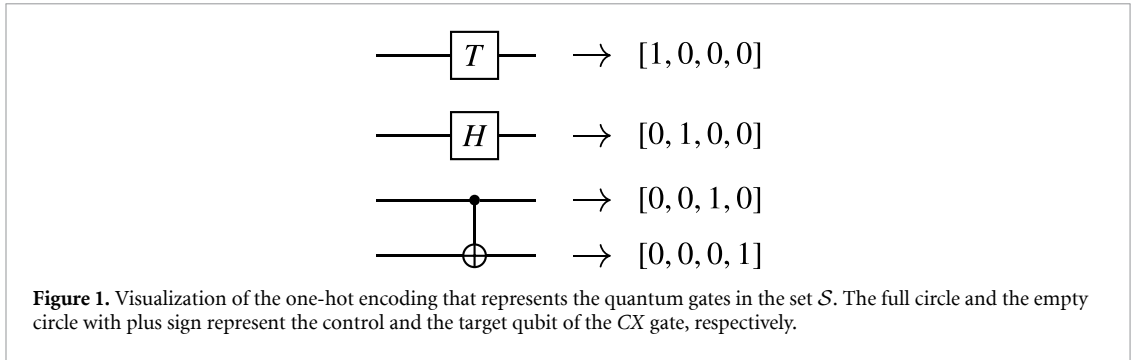 T → [1, 0, 0, 0]
H → [0, 1, 0, 0]
→ [0, 0, 1, 0]
→ [0, 0, 0, 1]
Figure 1. Visualization of the one-hot encoding that represents the quantum gates in the set 𝒮. The full circle and the empty
circle with plus sign represent the control and the target qubit of the CX gate, respectively.